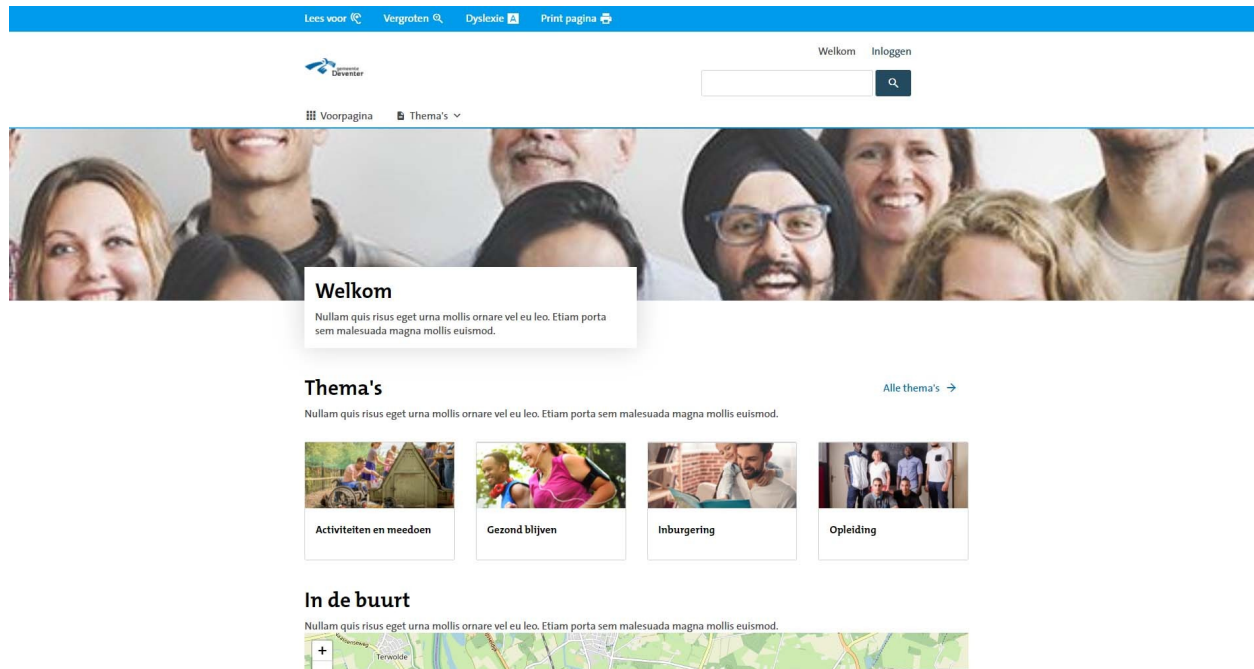 Lees voor
Vergroten
Dyslexie A
Print pagina
gemeente
Deventer
Welkom
Inloggen
Voorpagina
Thema's
Welkom
Nullam quis risus eget urna mollis ornare vel eu leo. Etiam porta
sem malesuada magna mollis euismod.
Thema's
Alle thema's →
Nullam quis risus eget urna mollis ornare vel eu leo. Etiam porta sem malesuada magna mollis euismod.
Activiteiten en meedoen
Gezond blijven
Inburgering
Opleiding
In de buurt
Nullam quis risus eget urna mollis ornare vel eu leo. Etiam porta sem malesuada magna mollis euismod.
+
Terwolde